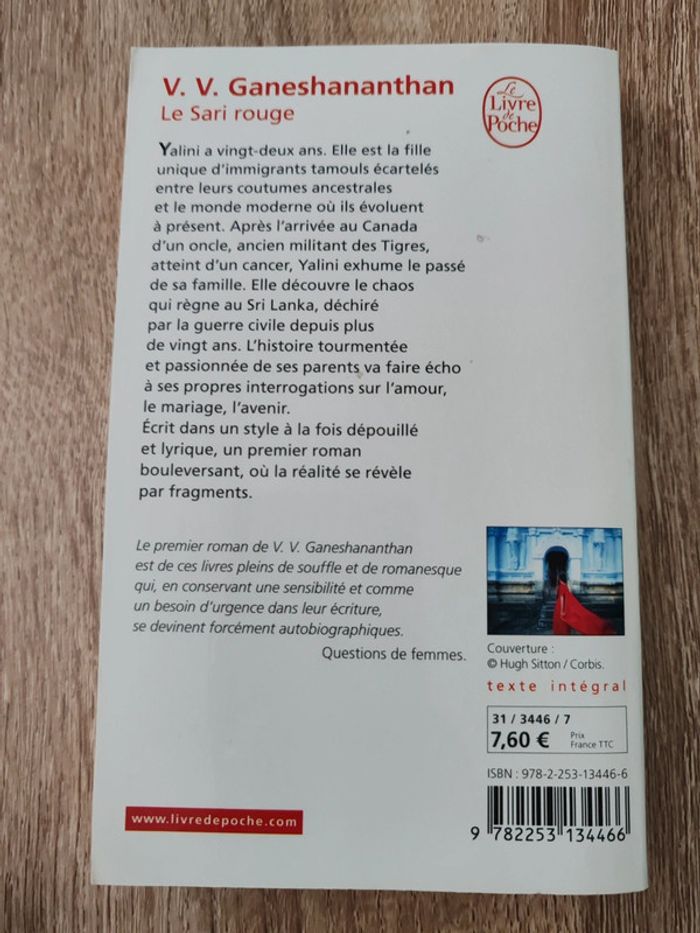 V. V. Ganeshananthan
Le Sari rouge
Le
Livre
de
Poche
Yalini a vingt-deux ans. Elle est la fille
unique d'immigrants tamouls écartelés
entre leurs coutumes ancestrales
et le monde moderne où ils évoluent
à présent. Après l'arrivée au Canada
d'un oncle, ancien militant des Tigres,
atteint d'un cancer, Yalini exhume le passé
de sa famille. Elle découvre le chaos
qui règne au Sri Lanka, déchiré
par la guerre civile depuis plus
de vingt ans. L'histoire tourmentée
et passionnée de ses parents va faire écho
à ses propres interrogations sur l'amour,
le mariage, l'avenir.
Écrit dans un style à la fois dépouillé
et lyrique, un premier roman
bouleversant, où la réalité se révèle
par fragments.
Le premier roman de V. V. Ganeshananthan
est de ces livres pleins de souffle et de romanesque
qui, en conservant une sensibilité et comme
un besoin d'urgence dans leur écriture,
se devinent forcément autobiographiques.
Questions de femmes.
Couverture :
© Hugh Sitton / Corbis.
texte intégral
31 / 3446 / 7
7,60 € Prix
France TTC
ISBN : 978-2-253-13446-6
9 782253 134466
www.livredepoche.com